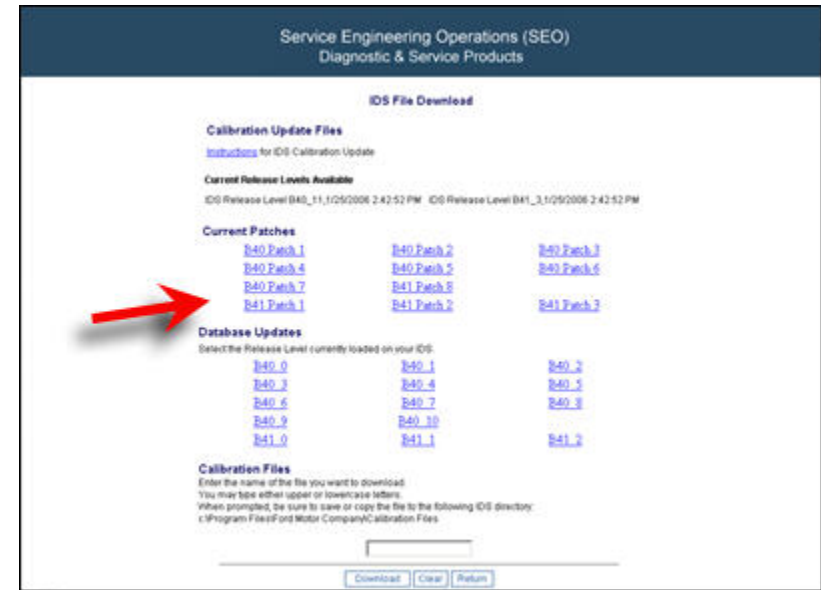 Service Engineering Operations (SEO)
Diagnostic & Service Products
IDS File Download
Calibration Update Files
Instructions for IDS Calibration Update
Current Release Levels Available
IDS Release Level B40_11,1/25/2006 2:42:52 PM IDS Release Level B41_3,1/25/2006 2:42:52 PM
Current Patches
B40 Patch 1 B40 Patch 2 B40 Patch 3
B40 Patch 4 B40 Patch 5 B40 Patch 6
B40 Patch 7 B41 Patch 8
B41 Patch 1 B41 Patch 2 B41 Patch 3
Database Updates
Select the Release Level currently loaded on your IDS.
B40_0 B40_1 B40_2
B40_3 B40_4 B40_5
B40_6 B40_7 B40_8
B40_9 B40_10
B41_0 B41_1 B41_2
Calibration Files
Enter the name of the file you want to download.
You may type either upper or lowercase letters.
When prompted, be sure to save or copy the file to the following IDS directory:
c:\Program Files\Ford Motor Company\Calibration Files
Download Clear Return